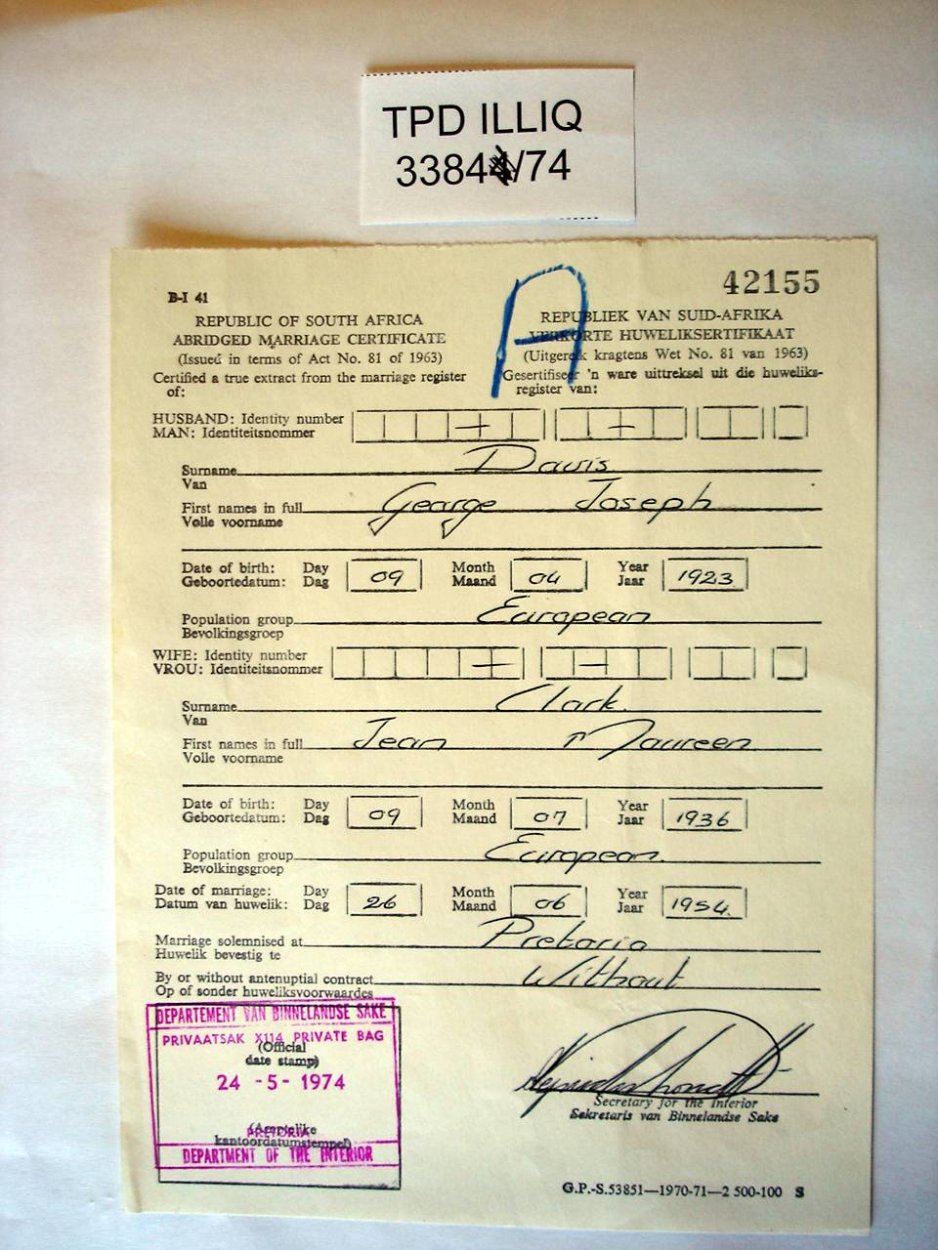 TPD ILLIQ
3384/74
42155
B-I 41
A
REPUBLIC OF SOUTH AFRICA
ABRIDGED MARRIAGE CERTIFICATE
(Issued in terms of Act No. 81 of 1963)
Certified a true extract from the marriage register
of:
REPUBLIEK VAN SUID-AFRIKA
VERKORTE HUWELIKSERTIFIKAAT
(Uitgereik kragtens Wet No. 81 van 1963)
Gesertifiseer 'n ware uittreksel uit die huweliks-
register van:
HUSBAND: Identity number
MAN: Identiteitsnommer
Surname Davis
Van
First names in full George Joseph
Volle voorname
Date of birth: Day 09 Month 04 Year 1923
Geboortedatum: Dag Maand Jaar
Population group European
Bevolkingsgroep
WIFE: Identity number
VROU: Identiteitsnommer
Surname Clark
Van
First names in full Jean Maureen
Volle voorname
Date of birth: Day 09 Month 07 Year 1936
Geboortedatum: Dag Maand Jaar
Population group European.
Bevolkingsgroep
Date of marriage: Day 26 Month 06 Year 1954.
Datum van huwelik: Dag Maand Jaar
Marriage solemnised at Pretoria
Huwelik bevestig te
By or without antenuptial contract Without
Op of sonder huweliksvoorwaardes
DEPARTEMENT VAN BINNELANDSE SAKE
PRIVAATSAK X114 PRIVATE BAG
(Official
date stamp)
24 -5- 1974
PRETORIA
(Amptelike
kantoordatumstempel)
DEPARTMENT OF THE INTERIOR
Secretary for the Interior
Sekretaris van Binnelandse Sake
G.P.-S.53851—1970-71—2 500-100 S